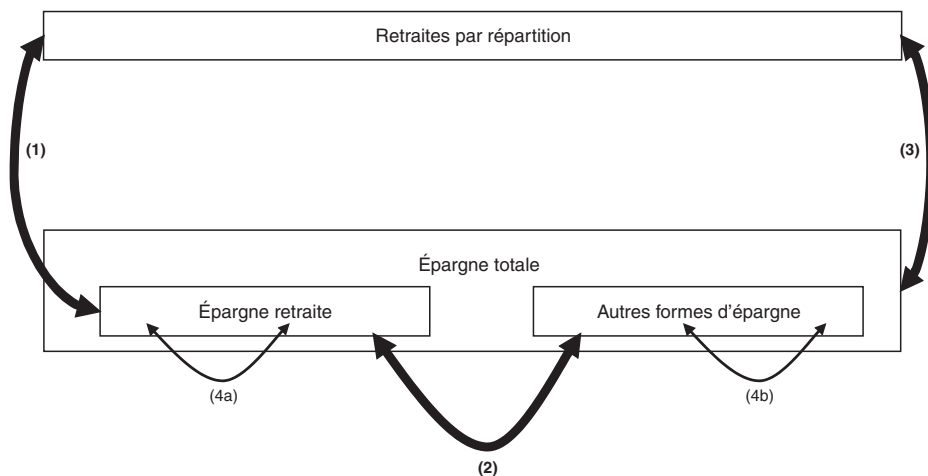 Retraites par répartition
(1)
(3)
Épargne totale
Épargne retraite
Autres formes d'épargne
(4a)
(4b)
(2)